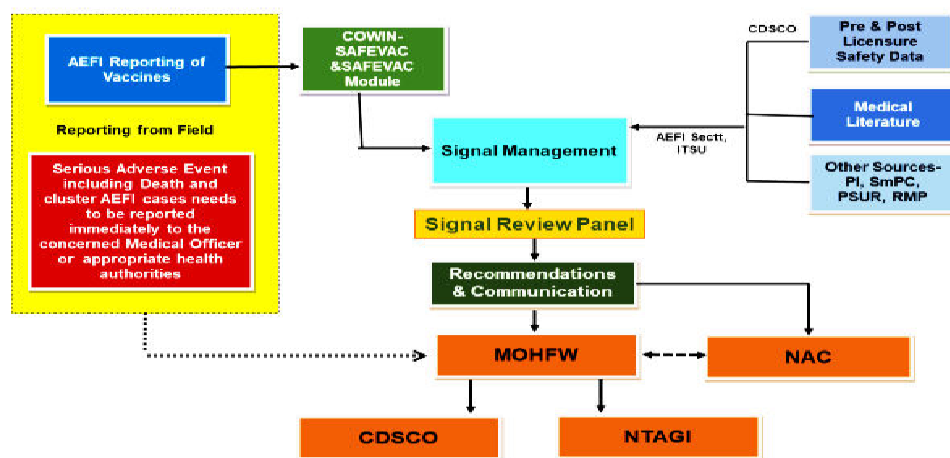 AEFI Reporting of
Vaccines
COWIN-
SAFEVAC
&SAFEVAC
Module
CDSCO
Pre & Post
Licensure
Safety Data
Reporting from Field
Medical
Literature
AEFI Sectt,
ITSU
Signal Management
Other Sources-
PI, SmPC,
PSUR, RMP
Serious Adverse Event
including Death and
cluster AEFI cases needs
to be reported
immediately to the
concerned Medical Officer
or appropriate health
authorities
Signal Review Panel
Recommendations
& Communication
MOHFW
NAC
CDSCO
NTAGI